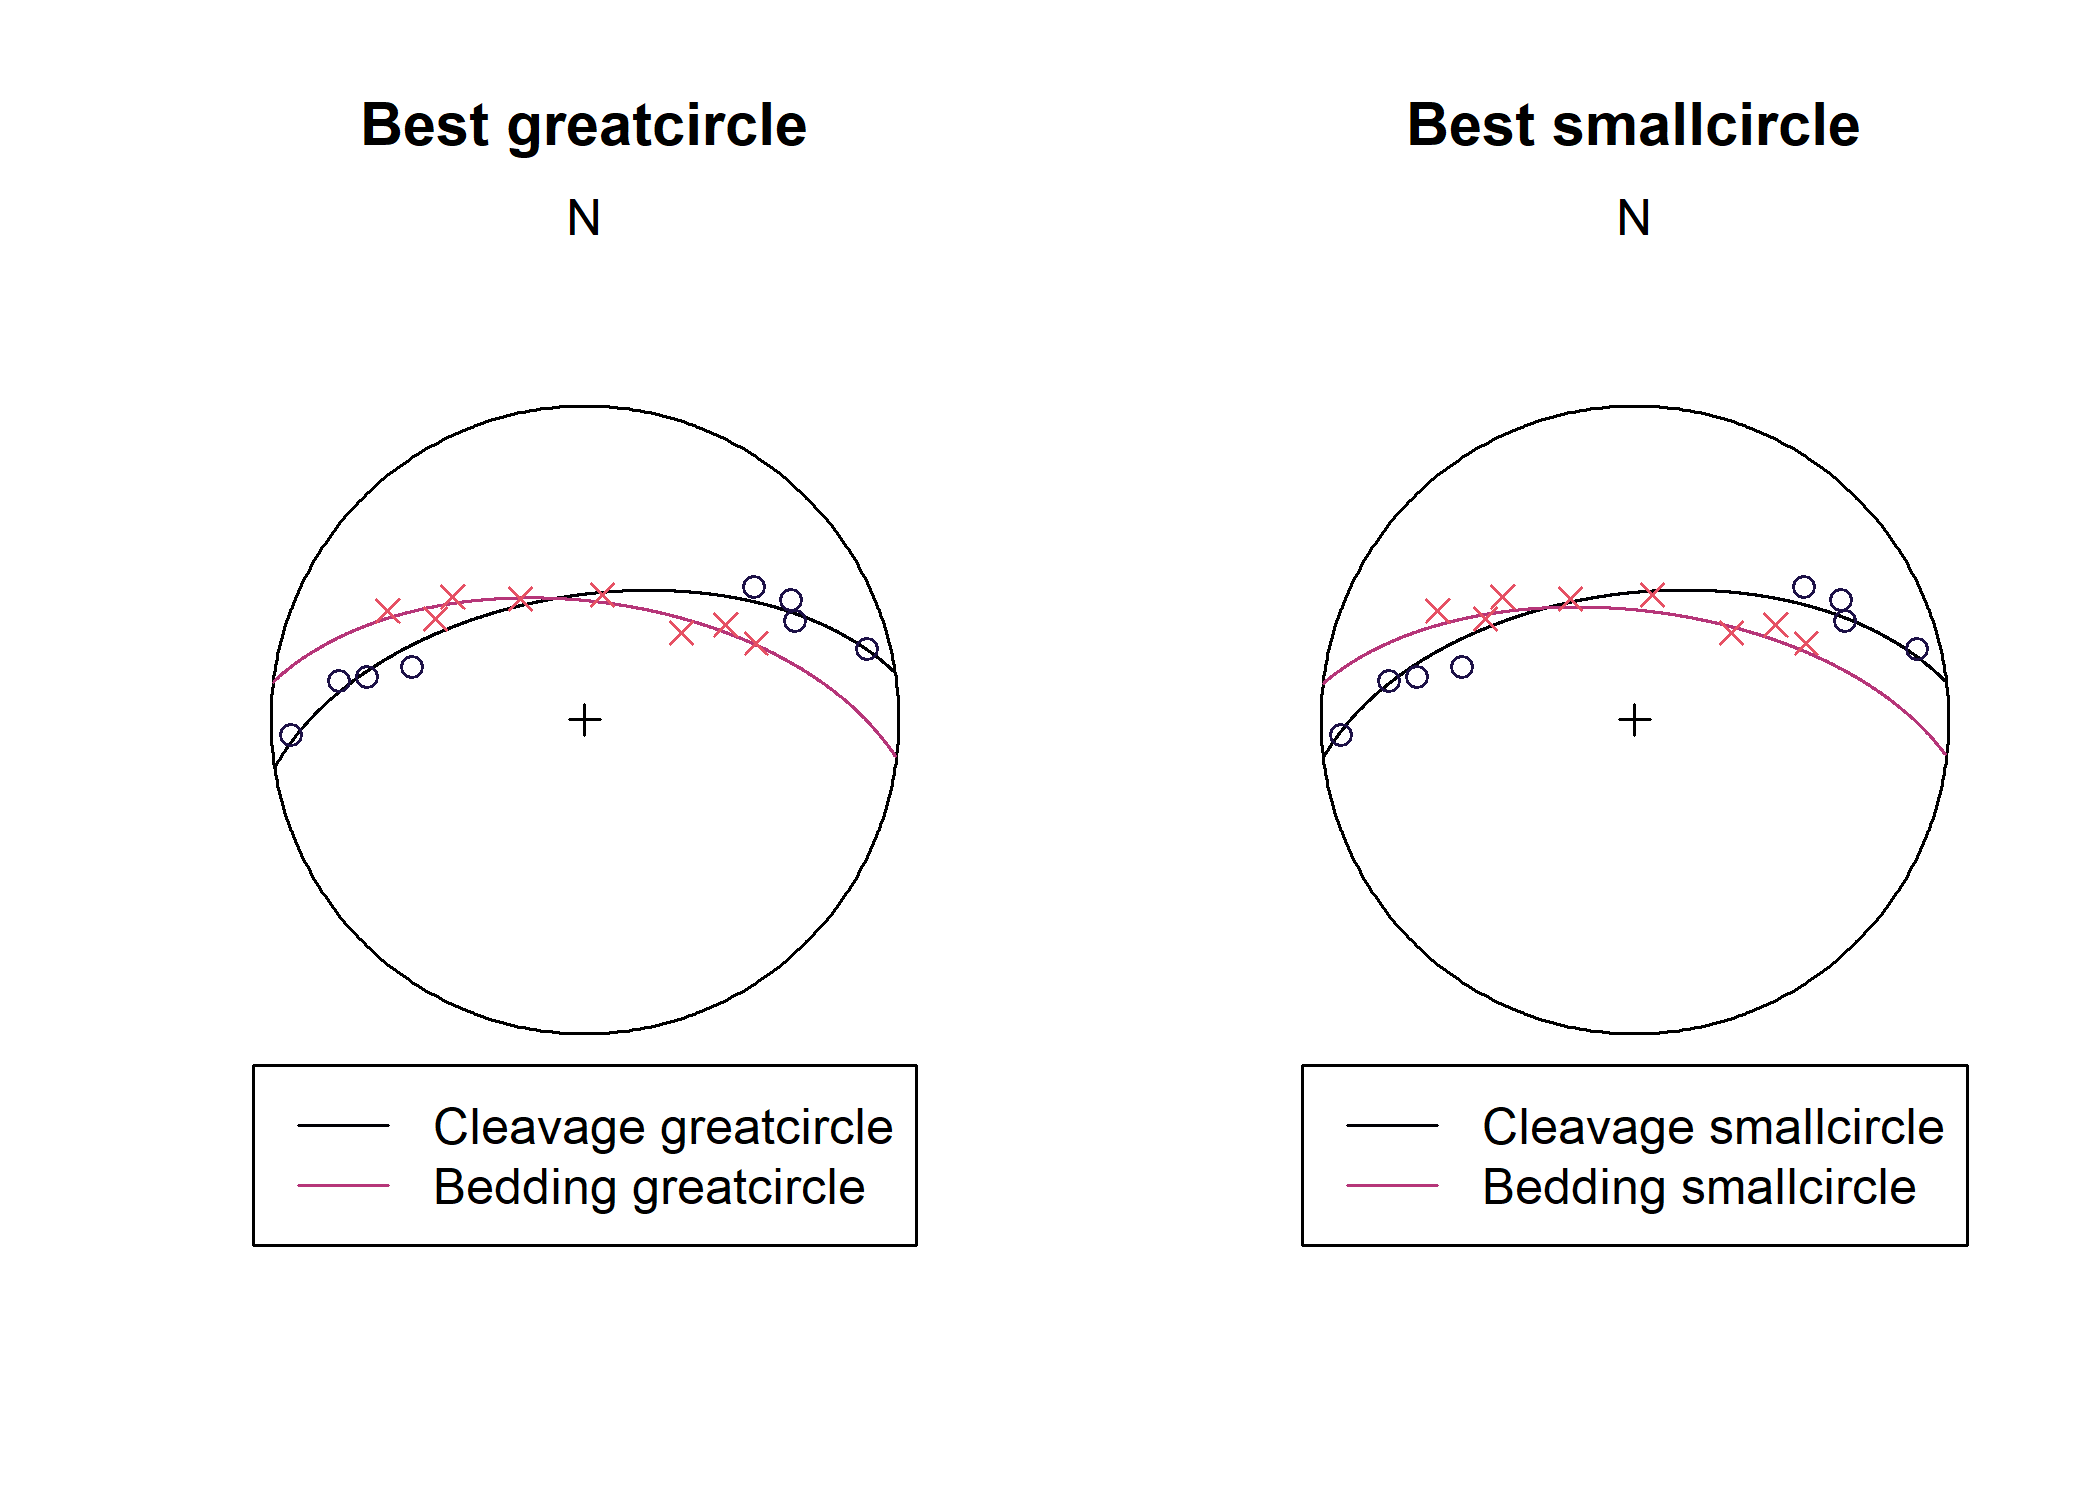 Best greatcircle
N
Cleavage greatcircle
Bedding greatcircle
Best smallcircle
N
Cleavage smallcircle
Bedding smallcircle